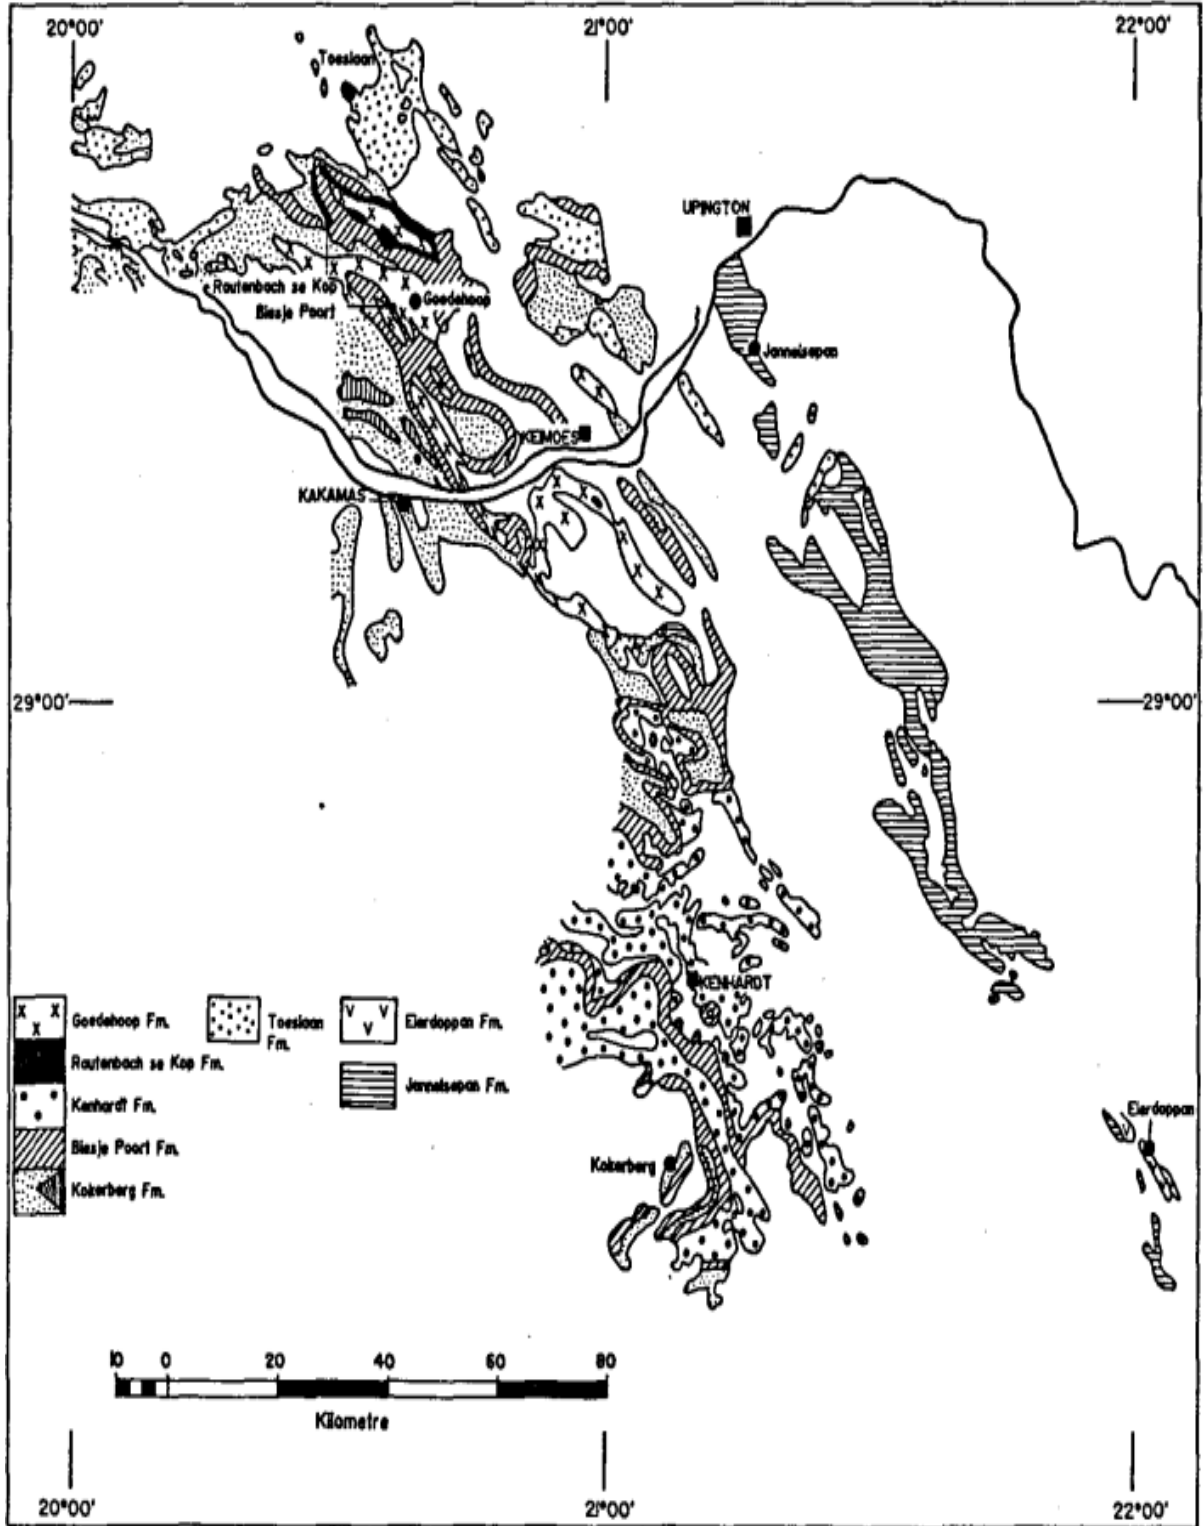 20°00'
21°00'
22°00'
Toeslaan
UPINGTON
Rautenbach se Kop
Goedehoop
Biesje Poort
Jannelsepan
KEIMOES
KAKAMAS
29°00'
29°00'
KENHARDT
Goedehoop Fm.
Toeslaan
Fm.
Eierdoppan Fm.
Rautenbach se Kop Fm.
Jannelsepan Fm.
Kenhardt Fm.
Biesje Poort Fm.
Kokerberg Fm.
Eierdoppan
Kokerberg
10 0 20 40 60 80
Kilometre
20°00'
21°00'
22°00'